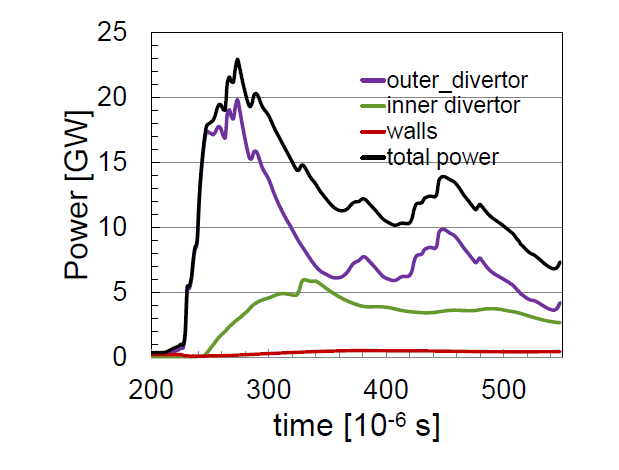 25
20
15
10
5
0
Power [GW]
outer_divertor
inner divertor
walls
total power
200 300 400 500
time [10⁻⁶ s]